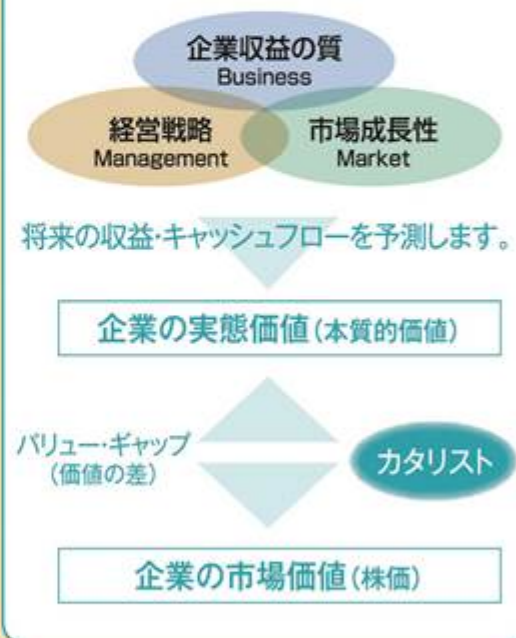 企業収益の質
Business
経営戦略
Management
市場成長性
Market
将来の収益・キャッシュフローを予測します。
企業の実態価値(本質的価値)
バリュー・ギャップ
(価値の差)
カタリスト
企業の市場価値(株価)